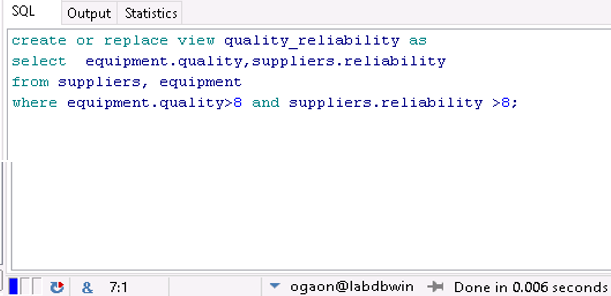 SQL Output Statistics
create or replace view quality_reliability as
select  equipment.quality,suppliers.reliability
from suppliers, equipment
where equipment.quality>8 and suppliers.reliability >8;
& 7:1 ogaon@labdbwin Done in 0.006 seconds